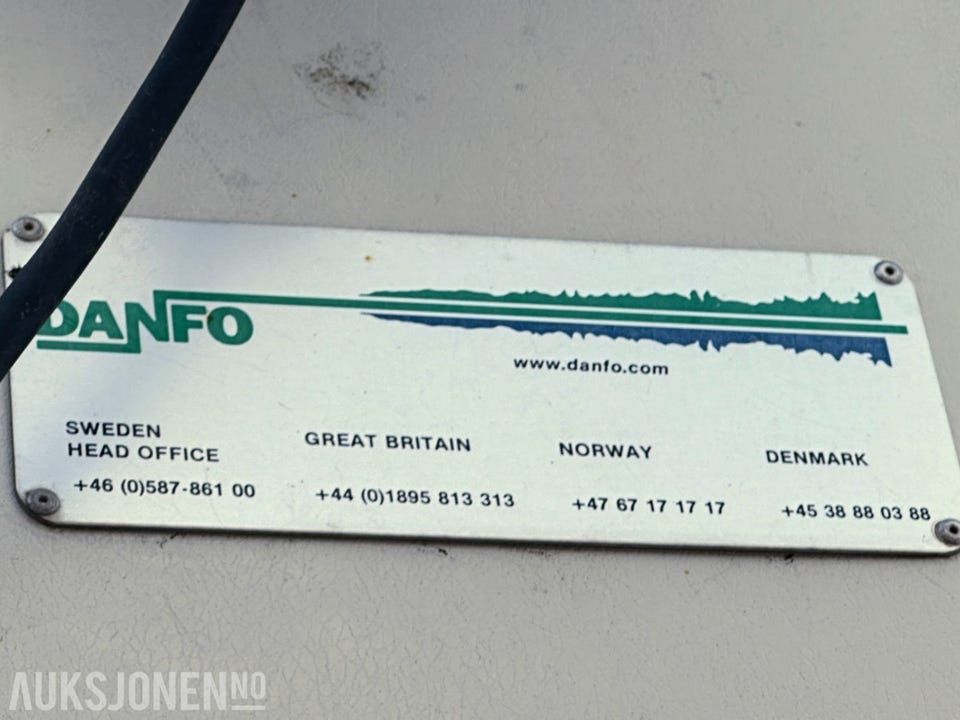 DANFO
www.danfo.com
SWEDEN
HEAD OFFICE
+46 (0)587-861 00
GREAT BRITAIN
+44 (0)1895 813 313
NORWAY
+47 67 17 17 17
DENMARK
+45 38 88 03 88
AUKSJONEN NO